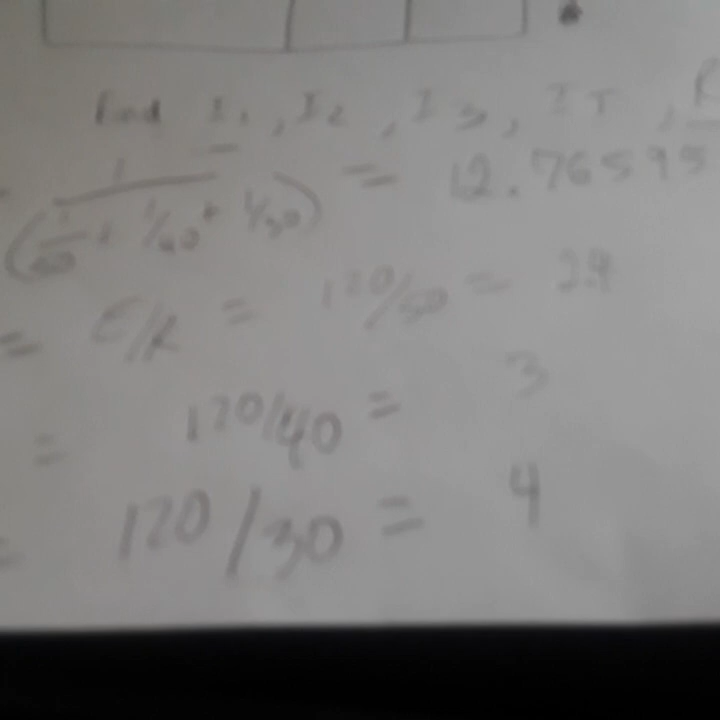 find I1, I2, I3, IT, R
1/(1/50 + 1/40 + 1/30) = 12.76595
= E/R = 120/50 = 2.4
= 120/40 = 3
= 120/30 = 4